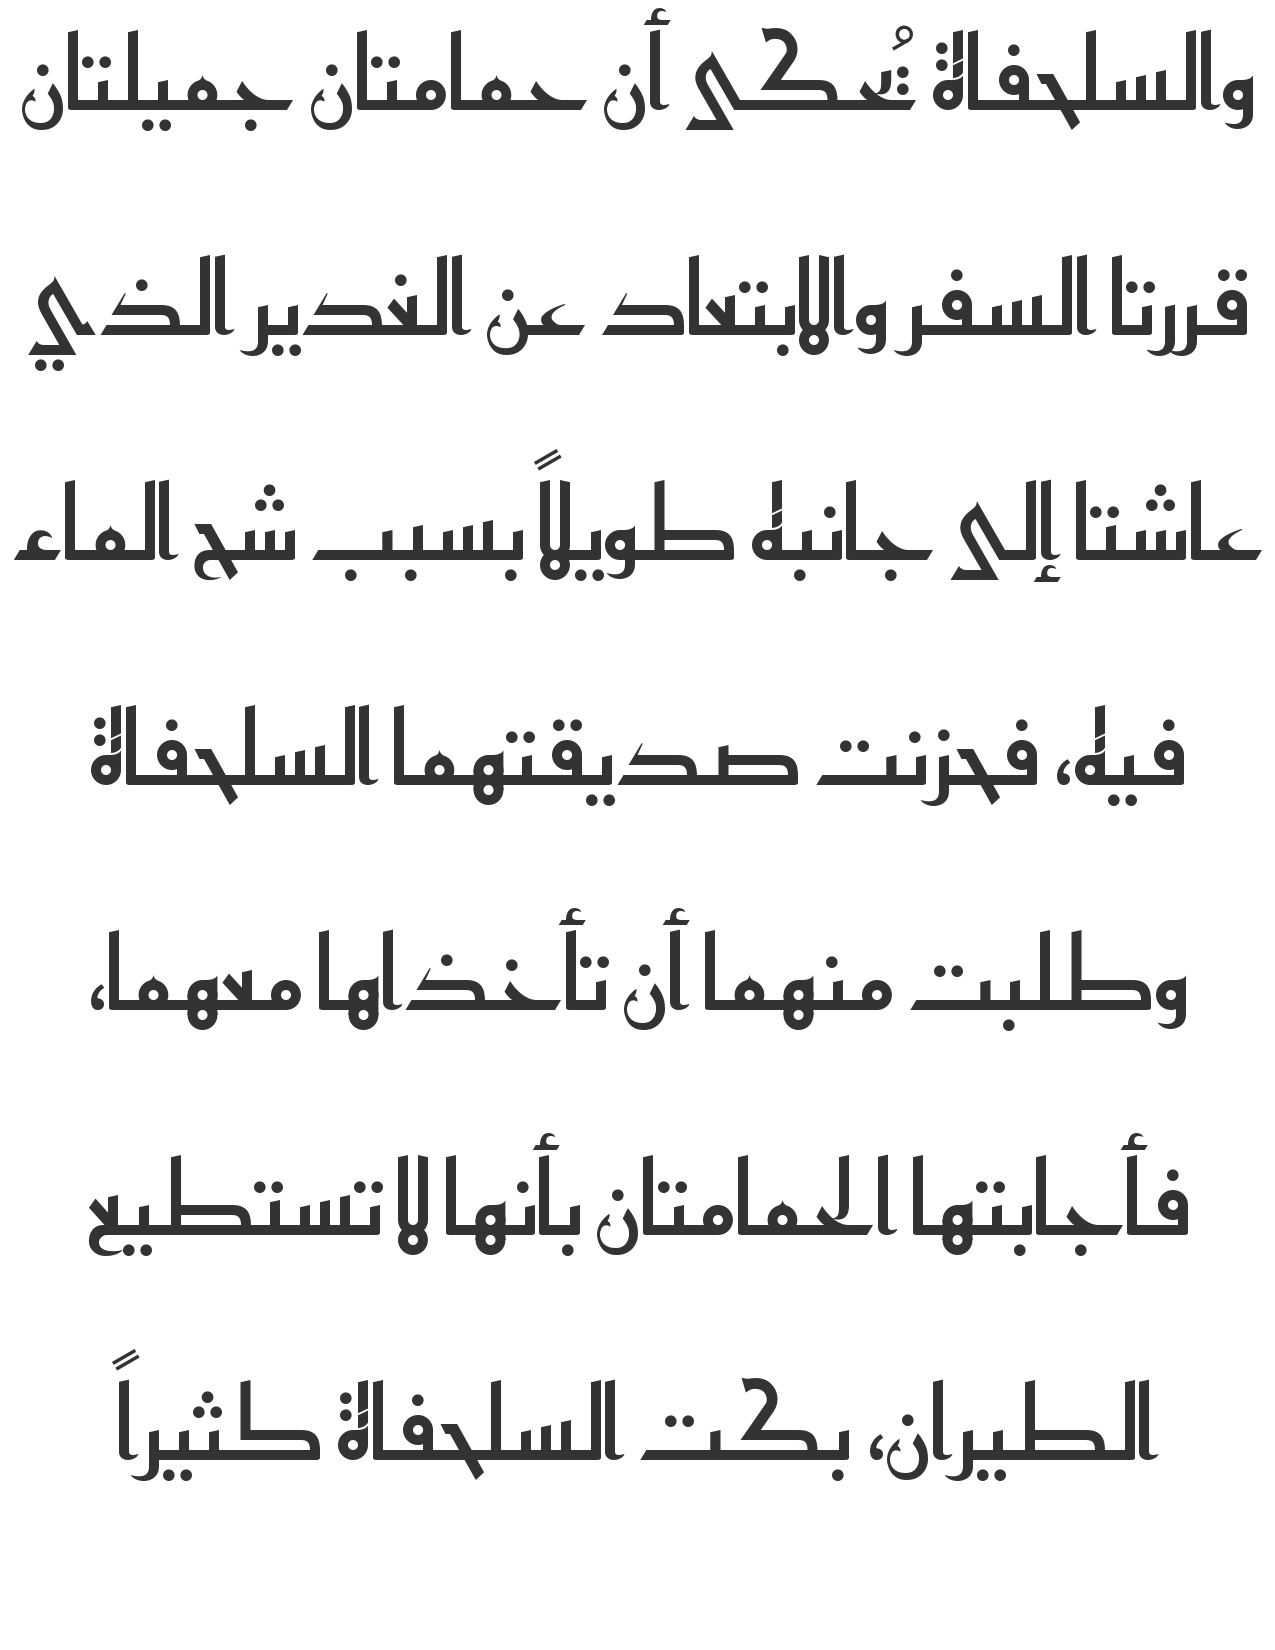 والسلحفاة يُحكى أن حمامتان جميلتان
قررتا السفر والابتعاد عن الغدير الذي
عاشتا إلى جانبه طويلاً بسبب شح الماء
فيه، فحزنت صديقتهما السلحفاة
وطلبت منهما أن تأخذاها معهما،
فأجابتها الحمامتان بأنها لا تستطيع
الطيران، بكت السلحفاة كثيراً